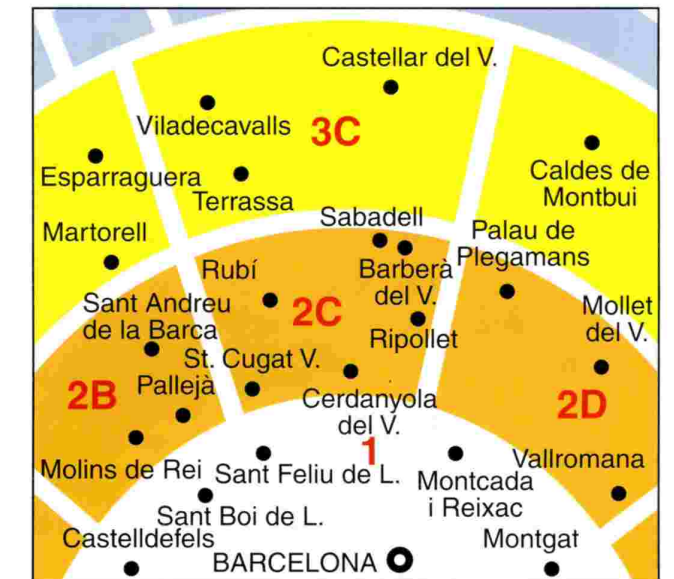 Castellar del V.
Viladecavalls
3C
Esparraguera
Terrassa
Caldes de
Montbui
Martorell
Sabadell
Palau de
Plegamans
Rubí
Barberà
del V.
2C
Sant Andreu
de la Barca
Mollet
del V.
Ripollet
St. Cugat V.
2B
Pallejà
Cerdanyola
del V.
2D
1
Molins de Rei
Sant Feliu de L.
Montcada
i Reixac
Vallromana
Sant Boi de L.
Castelldefels
Montgat
BARCELONA